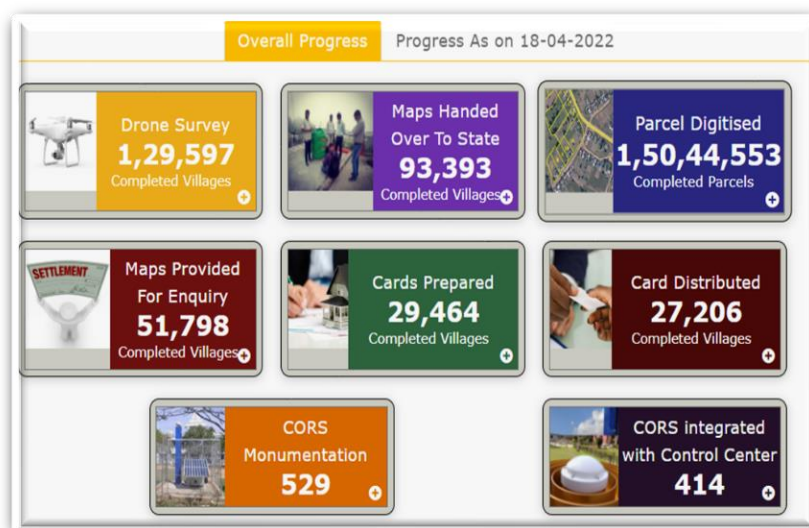 Overall Progress
Progress As on 18-04-2022
Drone Survey
1,29,597
Completed Villages
Maps Handed
Over To State
93,393
Completed Villages
Parcel Digitised
1,50,44,553
Completed Parcels
SETTLEMENT
Maps Provided
For Enquiry
51,798
Completed Villages
Cards Prepared
29,464
Completed Villages
Card Distributed
27,206
Completed Villages
CORS
Monumentation
529
CORS integrated
with Control Center
414